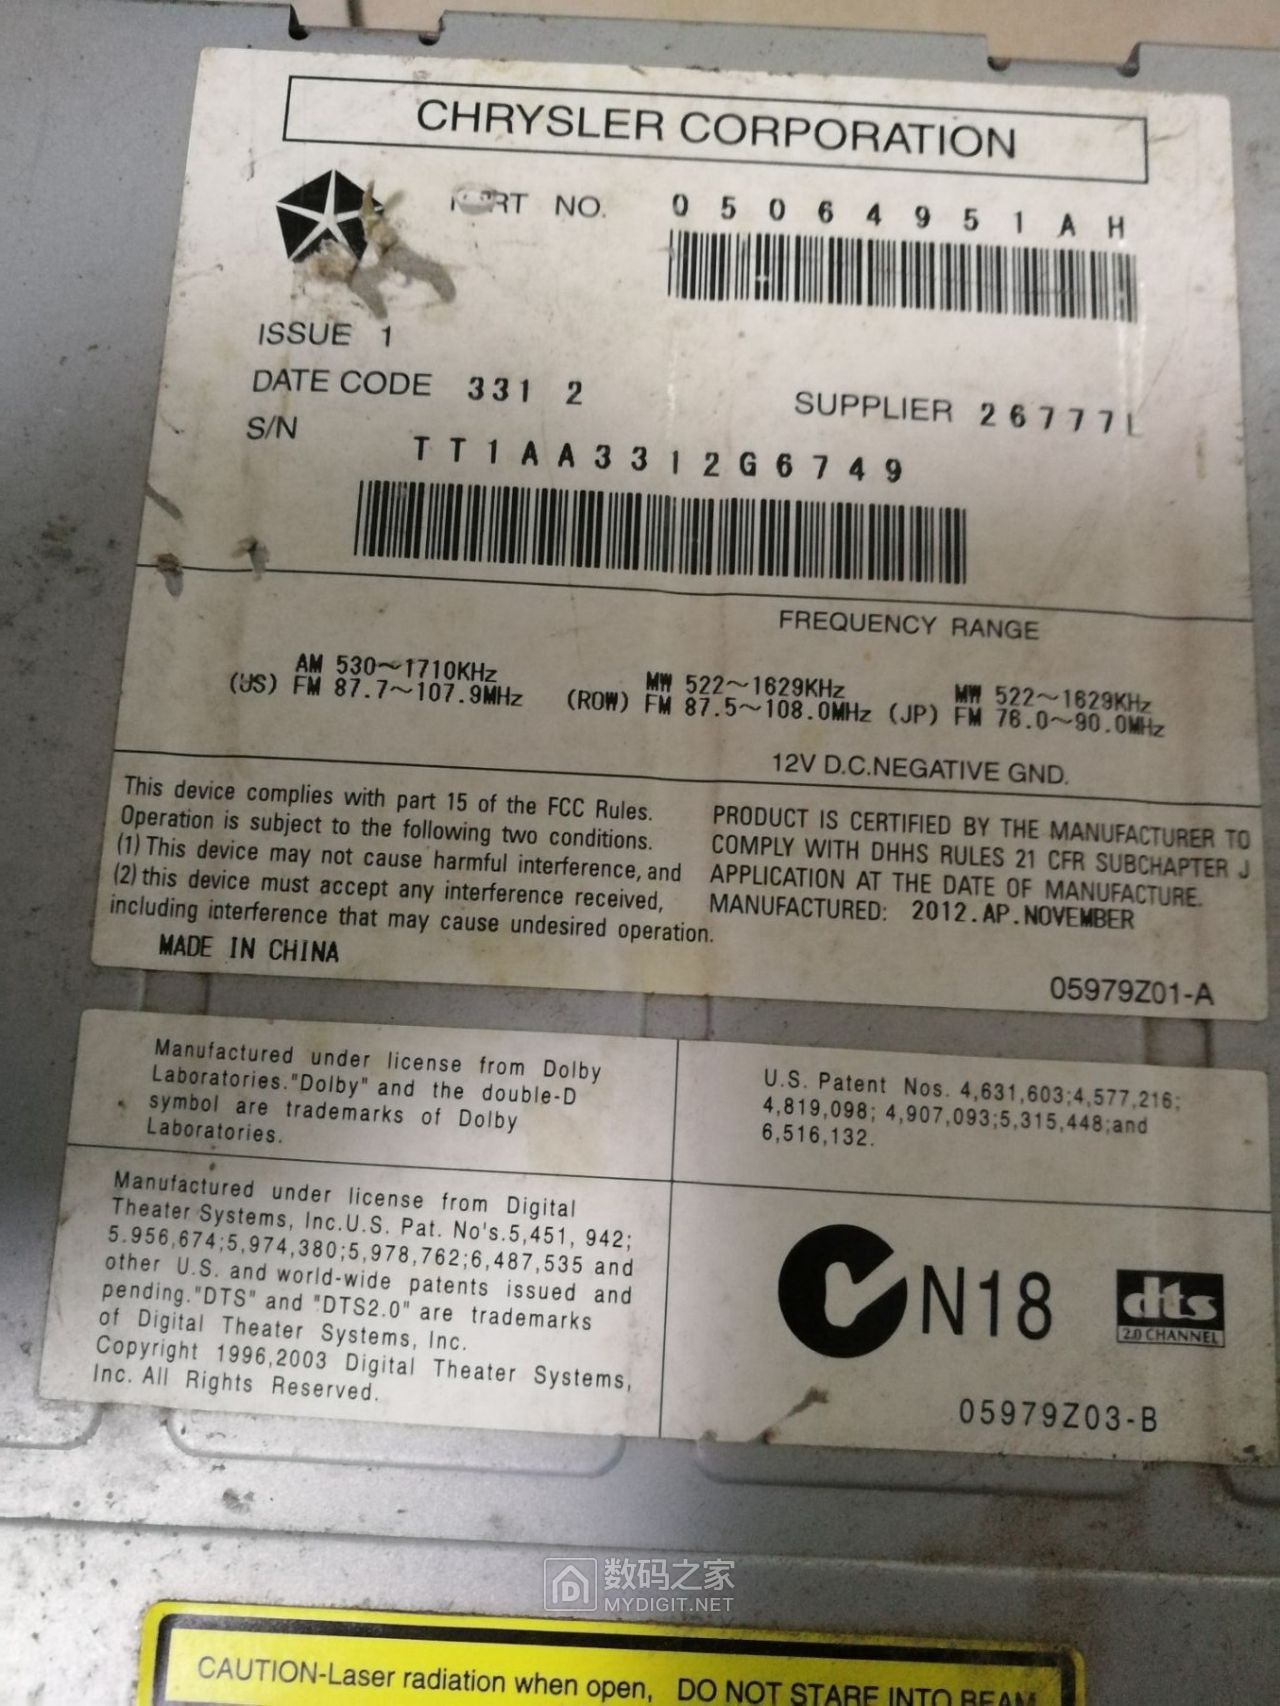 CHRYSLER CORPORATION
PART NO. 05064951AH
ISSUE 1
DATE CODE 331 2
SUPPLIER 26777L
S/N
TT1AA3312G6749
FREQUENCY RANGE
(US) AM 530~1710KHz
FM 87.7~107.9MHz
(ROW) MW 522~1629KHz
FM 87.5~108.0MHz
(JP) MW 522~1629KHz
FM 76.0~90.0MHz
12V D.C.NEGATIVE GND.
This device complies with part 15 of the FCC Rules.
Operation is subject to the following two conditions.
(1) This device may not cause harmful interference, and
(2) this device must accept any interference received,
including interference that may cause undesired operation.
MADE IN CHINA
PRODUCT IS CERTIFIED BY THE MANUFACTURER TO
COMPLY WITH DHHS RULES 21 CFR SUBCHAPTER J
APPLICATION AT THE DATE OF MANUFACTURE.
MANUFACTURED: 2012.AP.NOVEMBER
05979Z01-A
Manufactured under license from Dolby
Laboratories."Dolby" and the double-D
symbol are trademarks of Dolby
Laboratories.
U.S. Patent Nos. 4,631,603;4,577,216;
4,819,098; 4,907,093;5,315,448;and
6,516,132.
Manufactured under license from Digital
Theater Systems, Inc.U.S. Pat. No's.5,451, 942;
5.956,674;5,974,380;5,978,762;6,487,535 and
other U.S. and world-wide patents issued and
pending."DTS" and "DTS2.0" are trademarks
of Digital Theater Systems, Inc.
Copyright 1996,2003 Digital Theater Systems,
Inc. All Rights Reserved.
N18
dts
2.0 CHANNEL
05979Z03-B
数码之家
MYDIGIT.NET
CAUTION-Laser radiation when open, DO NOT STARE INTO BEAM